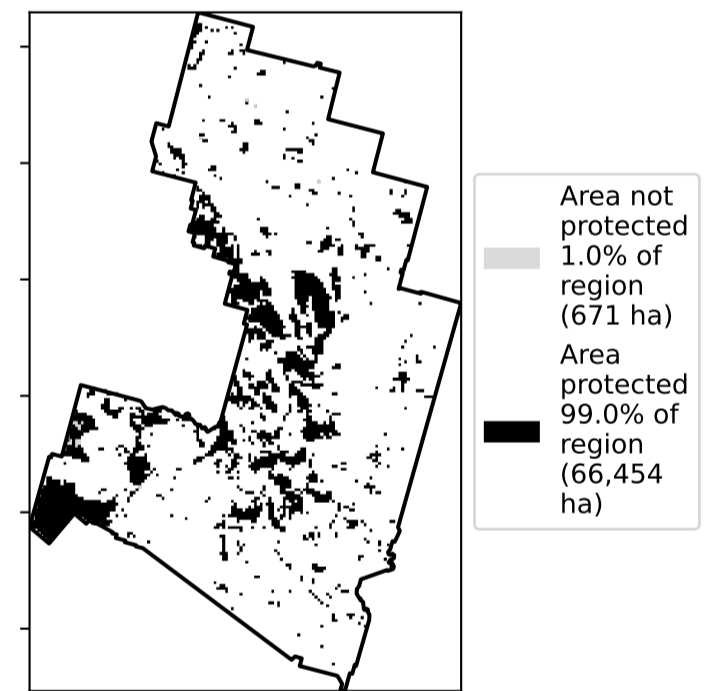 Area not
protected
1.0% of
region
(671 ha)
Area
protected
99.0% of
region
(66,454
ha)